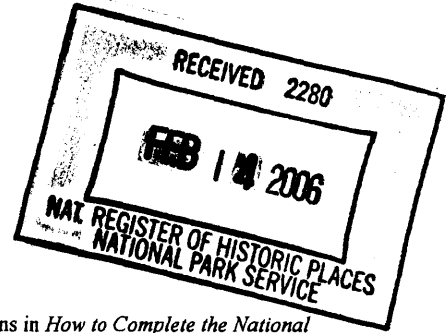 RECEIVED 2280
FEB 14 2006
NAT. REGISTER OF HISTORIC PLACES
NATIONAL PARK SERVICE
ns in How to Complete the National